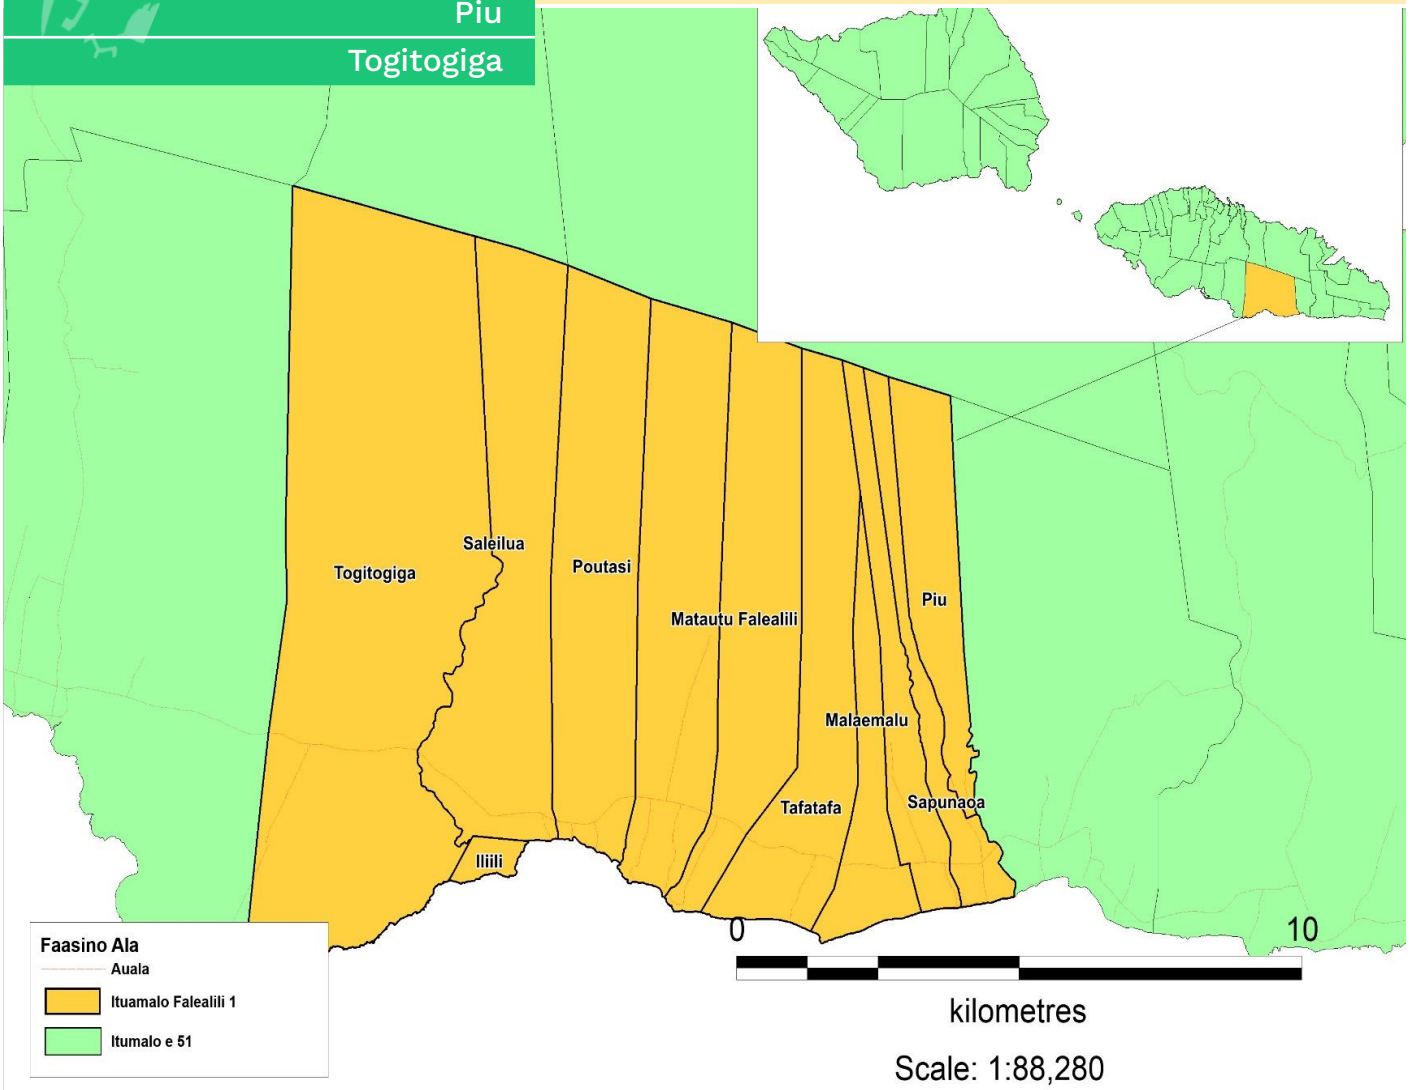 Piu
Togitogiga
Saleilua
Poutasi
Togitogiga
Piu
Matautu Falealili
Malaemalu
Tafatafa
Sapunaoa
Iliili
0 10
kilometres
Scale: 1:88,280
Faasino Ala
Auala
Ituamalo Falealili 1
Itumalo e 51